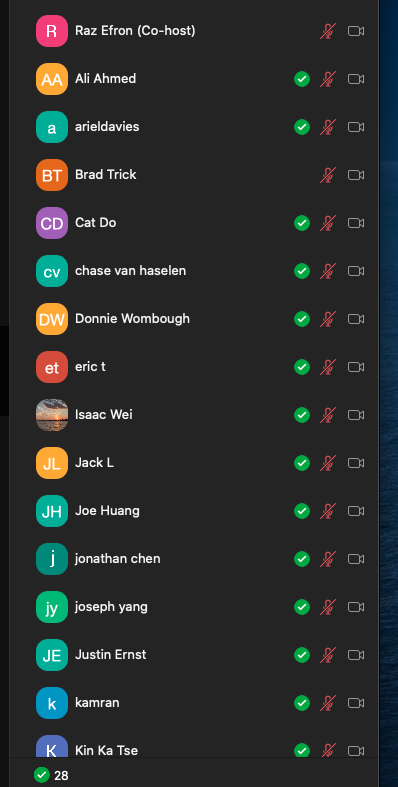 R Raz Efron (Co-host)
AA Ali Ahmed
a arieldavies
BT Brad Trick
CD Cat Do
cv chase van haselen
DW Donnie Wombough
et eric t
Isaac Wei
JL Jack L
JH Joe Huang
j jonathan chen
jy joseph yang
JE Justin Ernst
k kamran
K Kin Ka Tse
28